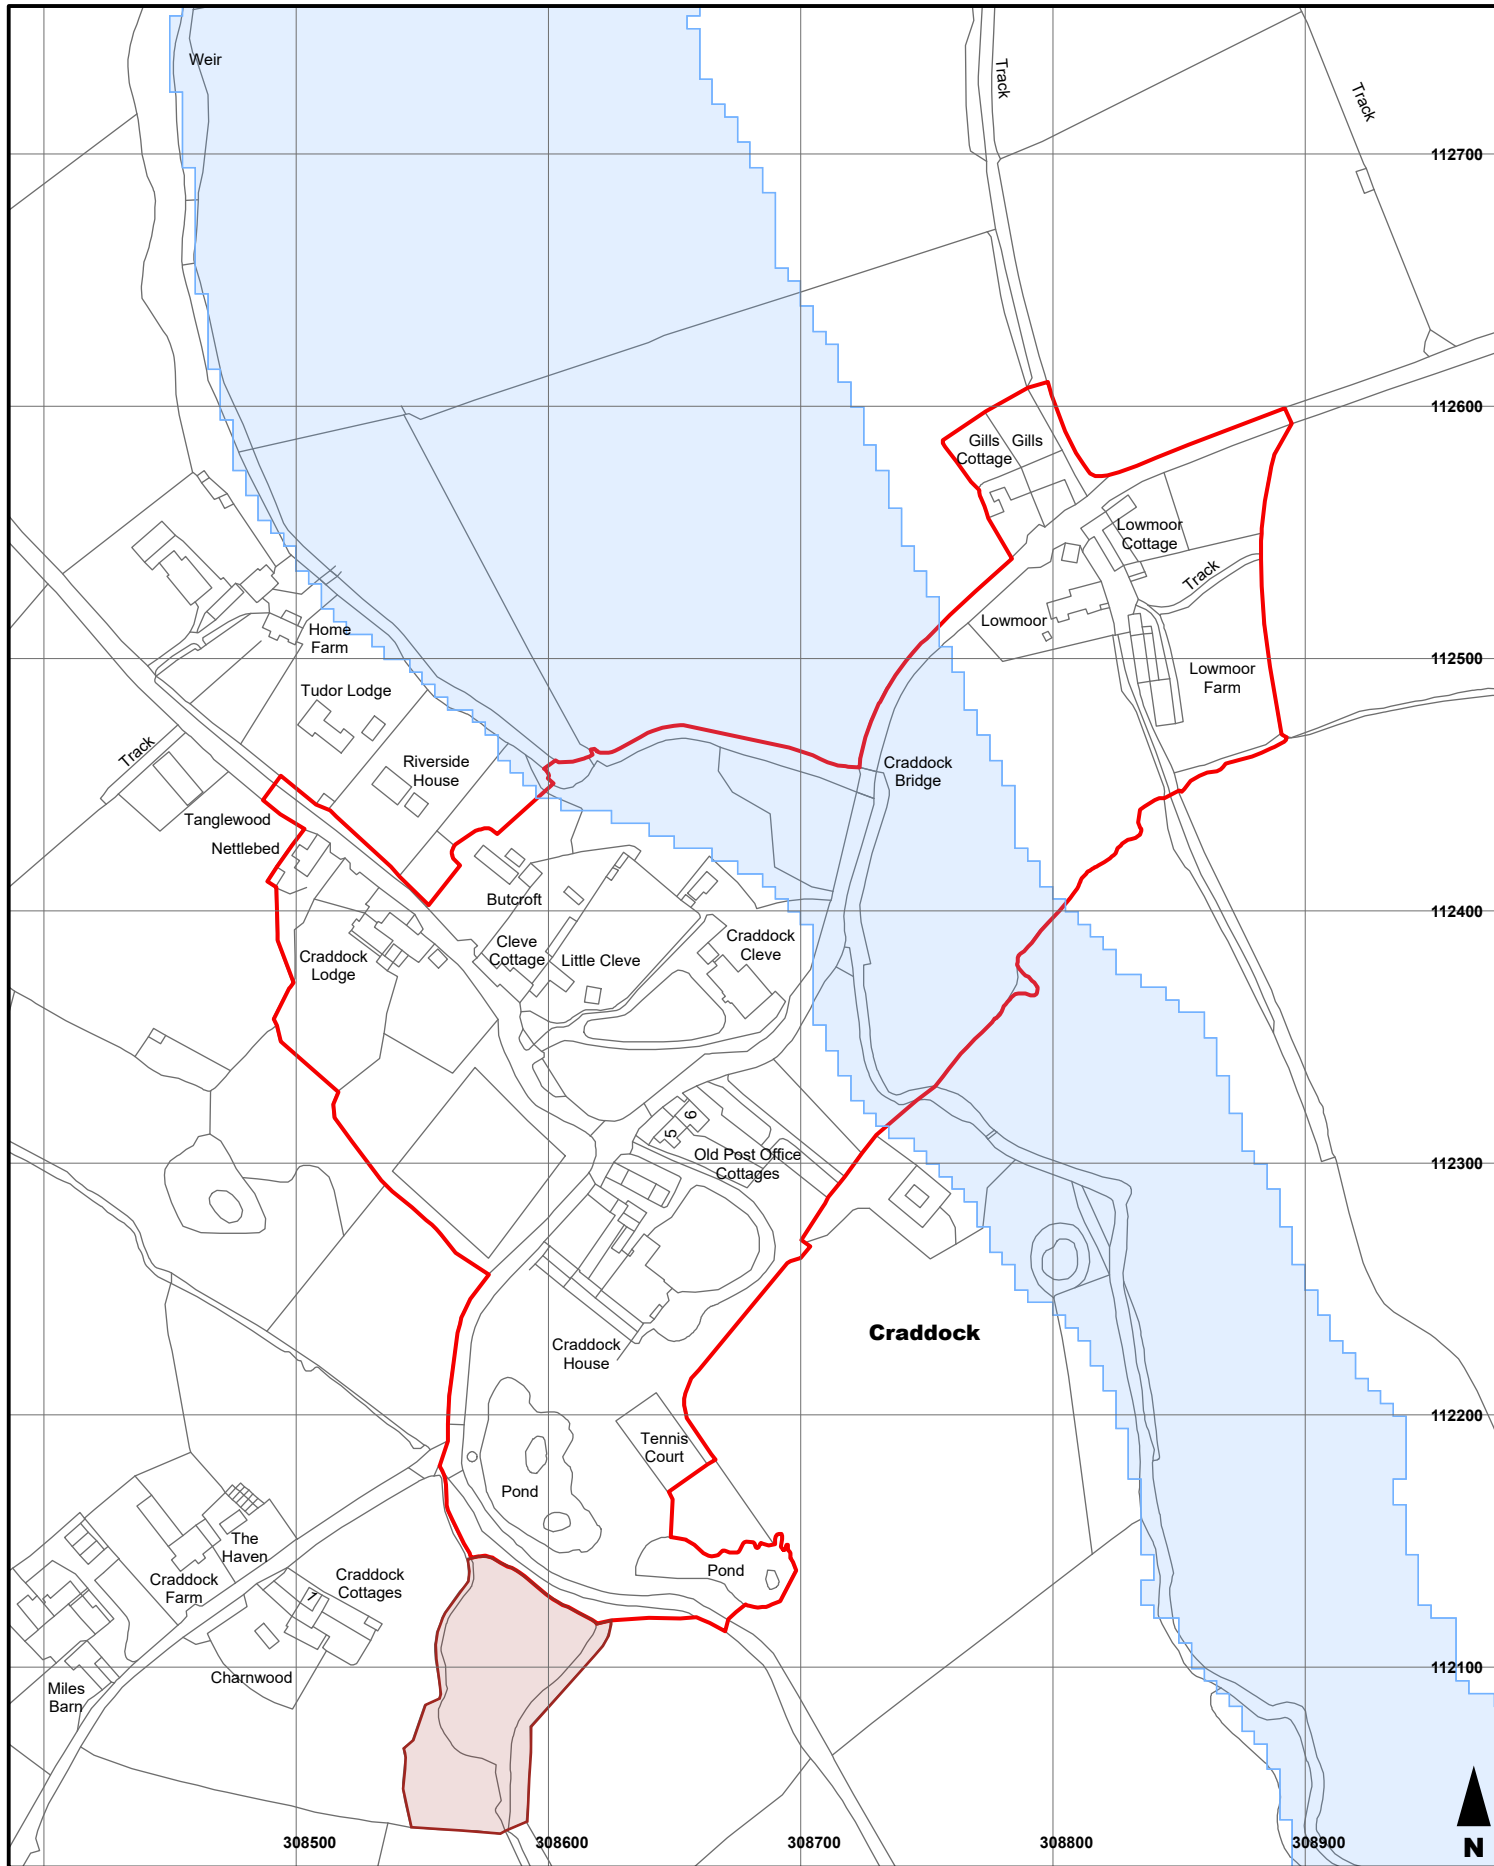 Weir
Track
Track
112700
112600
Gills
Cottage
Gills
Lowmoor
Cottage
Track
Lowmoor
Home
Farm
Lowmoor
Farm
112500
Tudor Lodge
Track
Riverside
House
Craddock
Bridge
Tanglewood
Nettlebed
Butcroft
112400
Cleve
Cottage
Little Cleve
Craddock
Cleve
Craddock
Lodge
5
6
Old Post Office
Cottages
112300
Craddock
Craddock
House
112200
Tennis
Court
Pond
The
Haven
Craddock
Farm
Craddock
Cottages
1
Pond
Charnwood
Miles
Barn
112100
308500
308600
308700
308800
308900
N